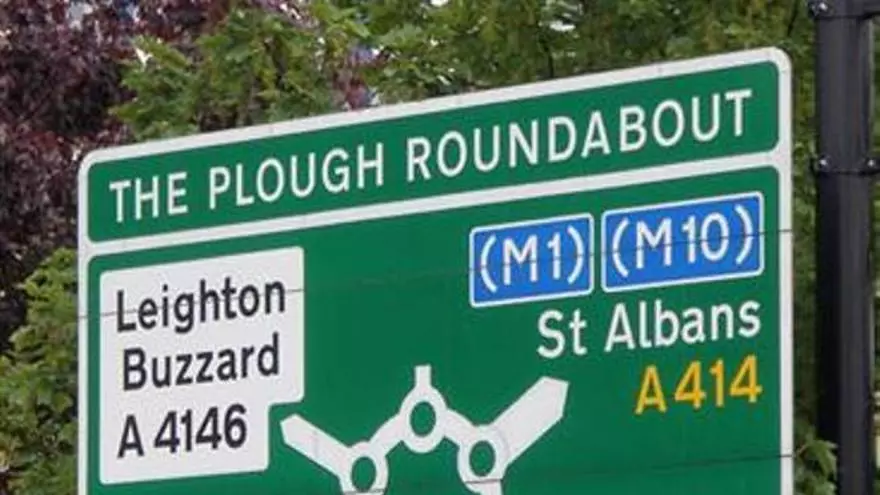 THE PLOUGH ROUNDABOUT
(M1) (M10)
St Albans
A414
Leighton
Buzzard
A 4146